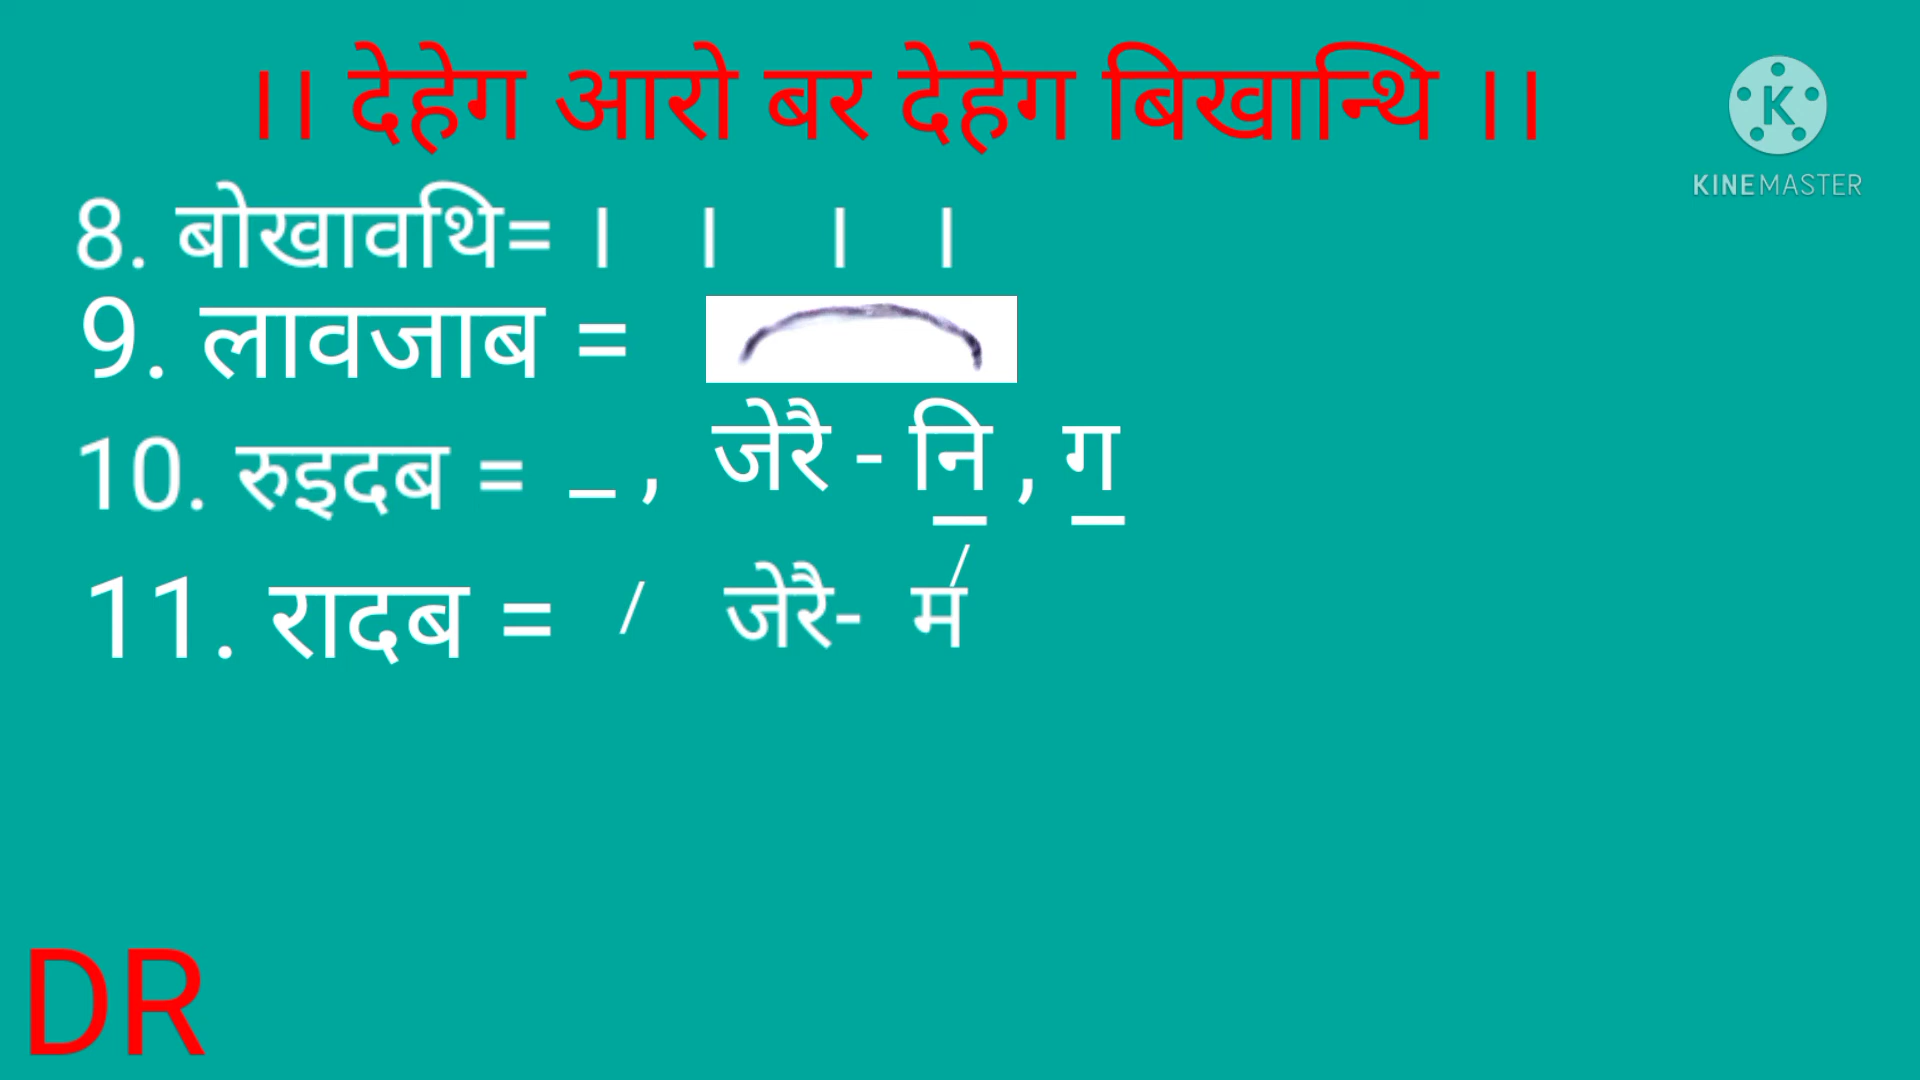 ।। देहेग आरो बर देहेग बिखान्थि ।।
KINEMASTER
8. बोखावथि= ।  ।  ।  ।
9. लावजाब =
10. रुइदब = _ , जेरै - नि , ग
11. रादब = / जेरै- म
DR